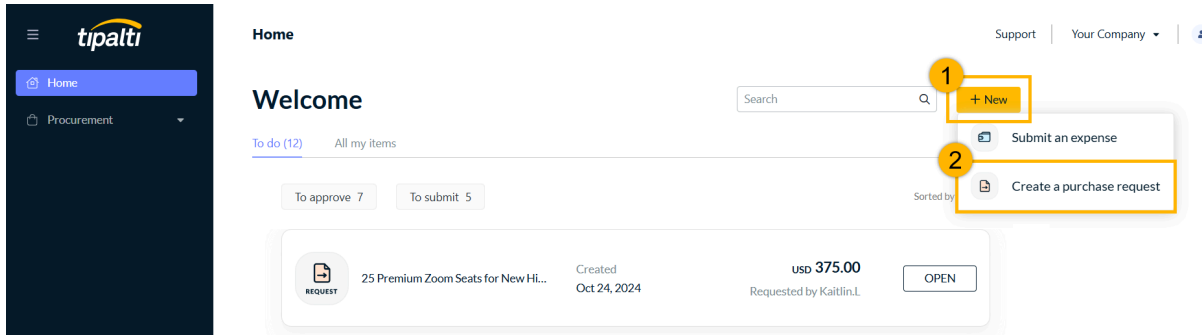 tipalti
Home
Support
Your Company
Home
Procurement
Welcome
Search
1
+ New
Submit an expense
2
Create a purchase request
To do (12)
All my items
To approve 7
To submit 5
Sorted by
REQUEST
25 Premium Zoom Seats for New Hi...
Created
Oct 24, 2024
USD 375.00
Requested by Kaitlin.L
OPEN